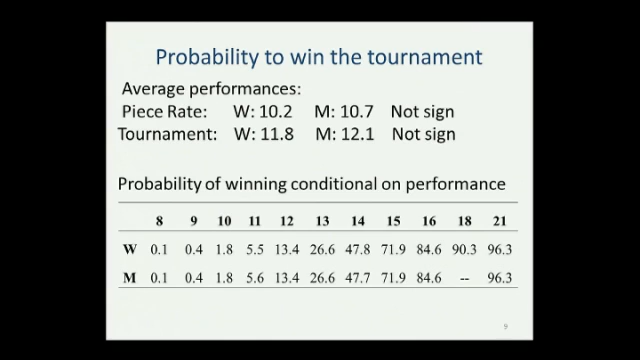 Probability to win the tournament
Average performances:
Piece Rate: W: 10.2 M: 10.7 Not sign
Tournament: W: 11.8 M: 12.1 Not sign
Probability of winning conditional on performance
8 9 10 11 12 13 14 15 16 18 21
W 0.1 0.4 1.8 5.5 13.4 26.6 47.8 71.9 84.6 90.3 96.3
M 0.1 0.4 1.8 5.6 13.4 26.6 47.7 71.9 84.6 -- 96.3
9